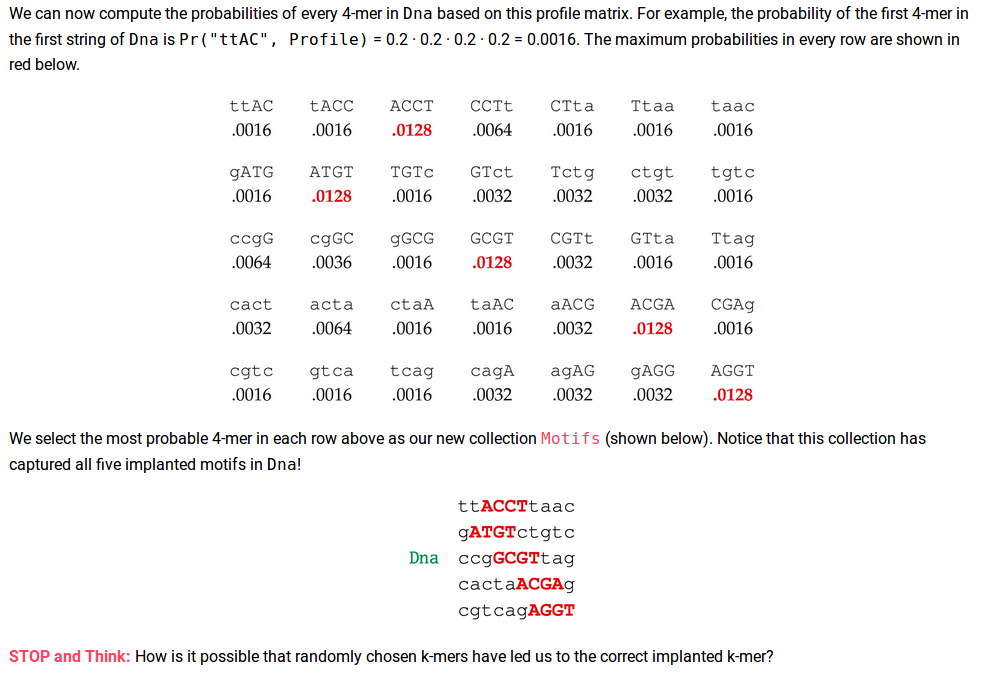 We can now compute the probabilities of every 4-mer in Dna based on this profile matrix. For example, the probability of the first 4-mer in
the first string of Dna is Pr("ttAC", Profile) = 0.2 · 0.2 · 0.2 · 0.2 = 0.0016. The maximum probabilities in every row are shown in
red below.
ttAC tACC ACCT CCTt CTta Ttaa taac
.0016 .0016 .0128 .0064 .0016 .0016 .0016
gATG ATGT TGTc GTct Tctg ctgt tgtc
.0016 .0128 .0016 .0032 .0032 .0032 .0016
ccgG cgGC gGCG GCGT CGTt GTta Ttag
.0064 .0036 .0016 .0128 .0032 .0016 .0016
cact acta ctaA taAC aACG ACGA CGAg
.0032 .0064 .0016 .0016 .0032 .0128 .0016
cgtc gtca tcag cagA agAG gAGG AGGT
.0016 .0016 .0016 .0032 .0032 .0032 .0128
We select the most probable 4-mer in each row above as our new collection Motifs (shown below). Notice that this collection has
captured all five implanted motifs in Dna!
ttACCTtaac
gATGTctgtc
Dna ccgGCGTtag
cactaACGAg
cgtcagAGGT
STOP and Think: How is it possible that randomly chosen k-mers have led us to the correct implanted k-mer?